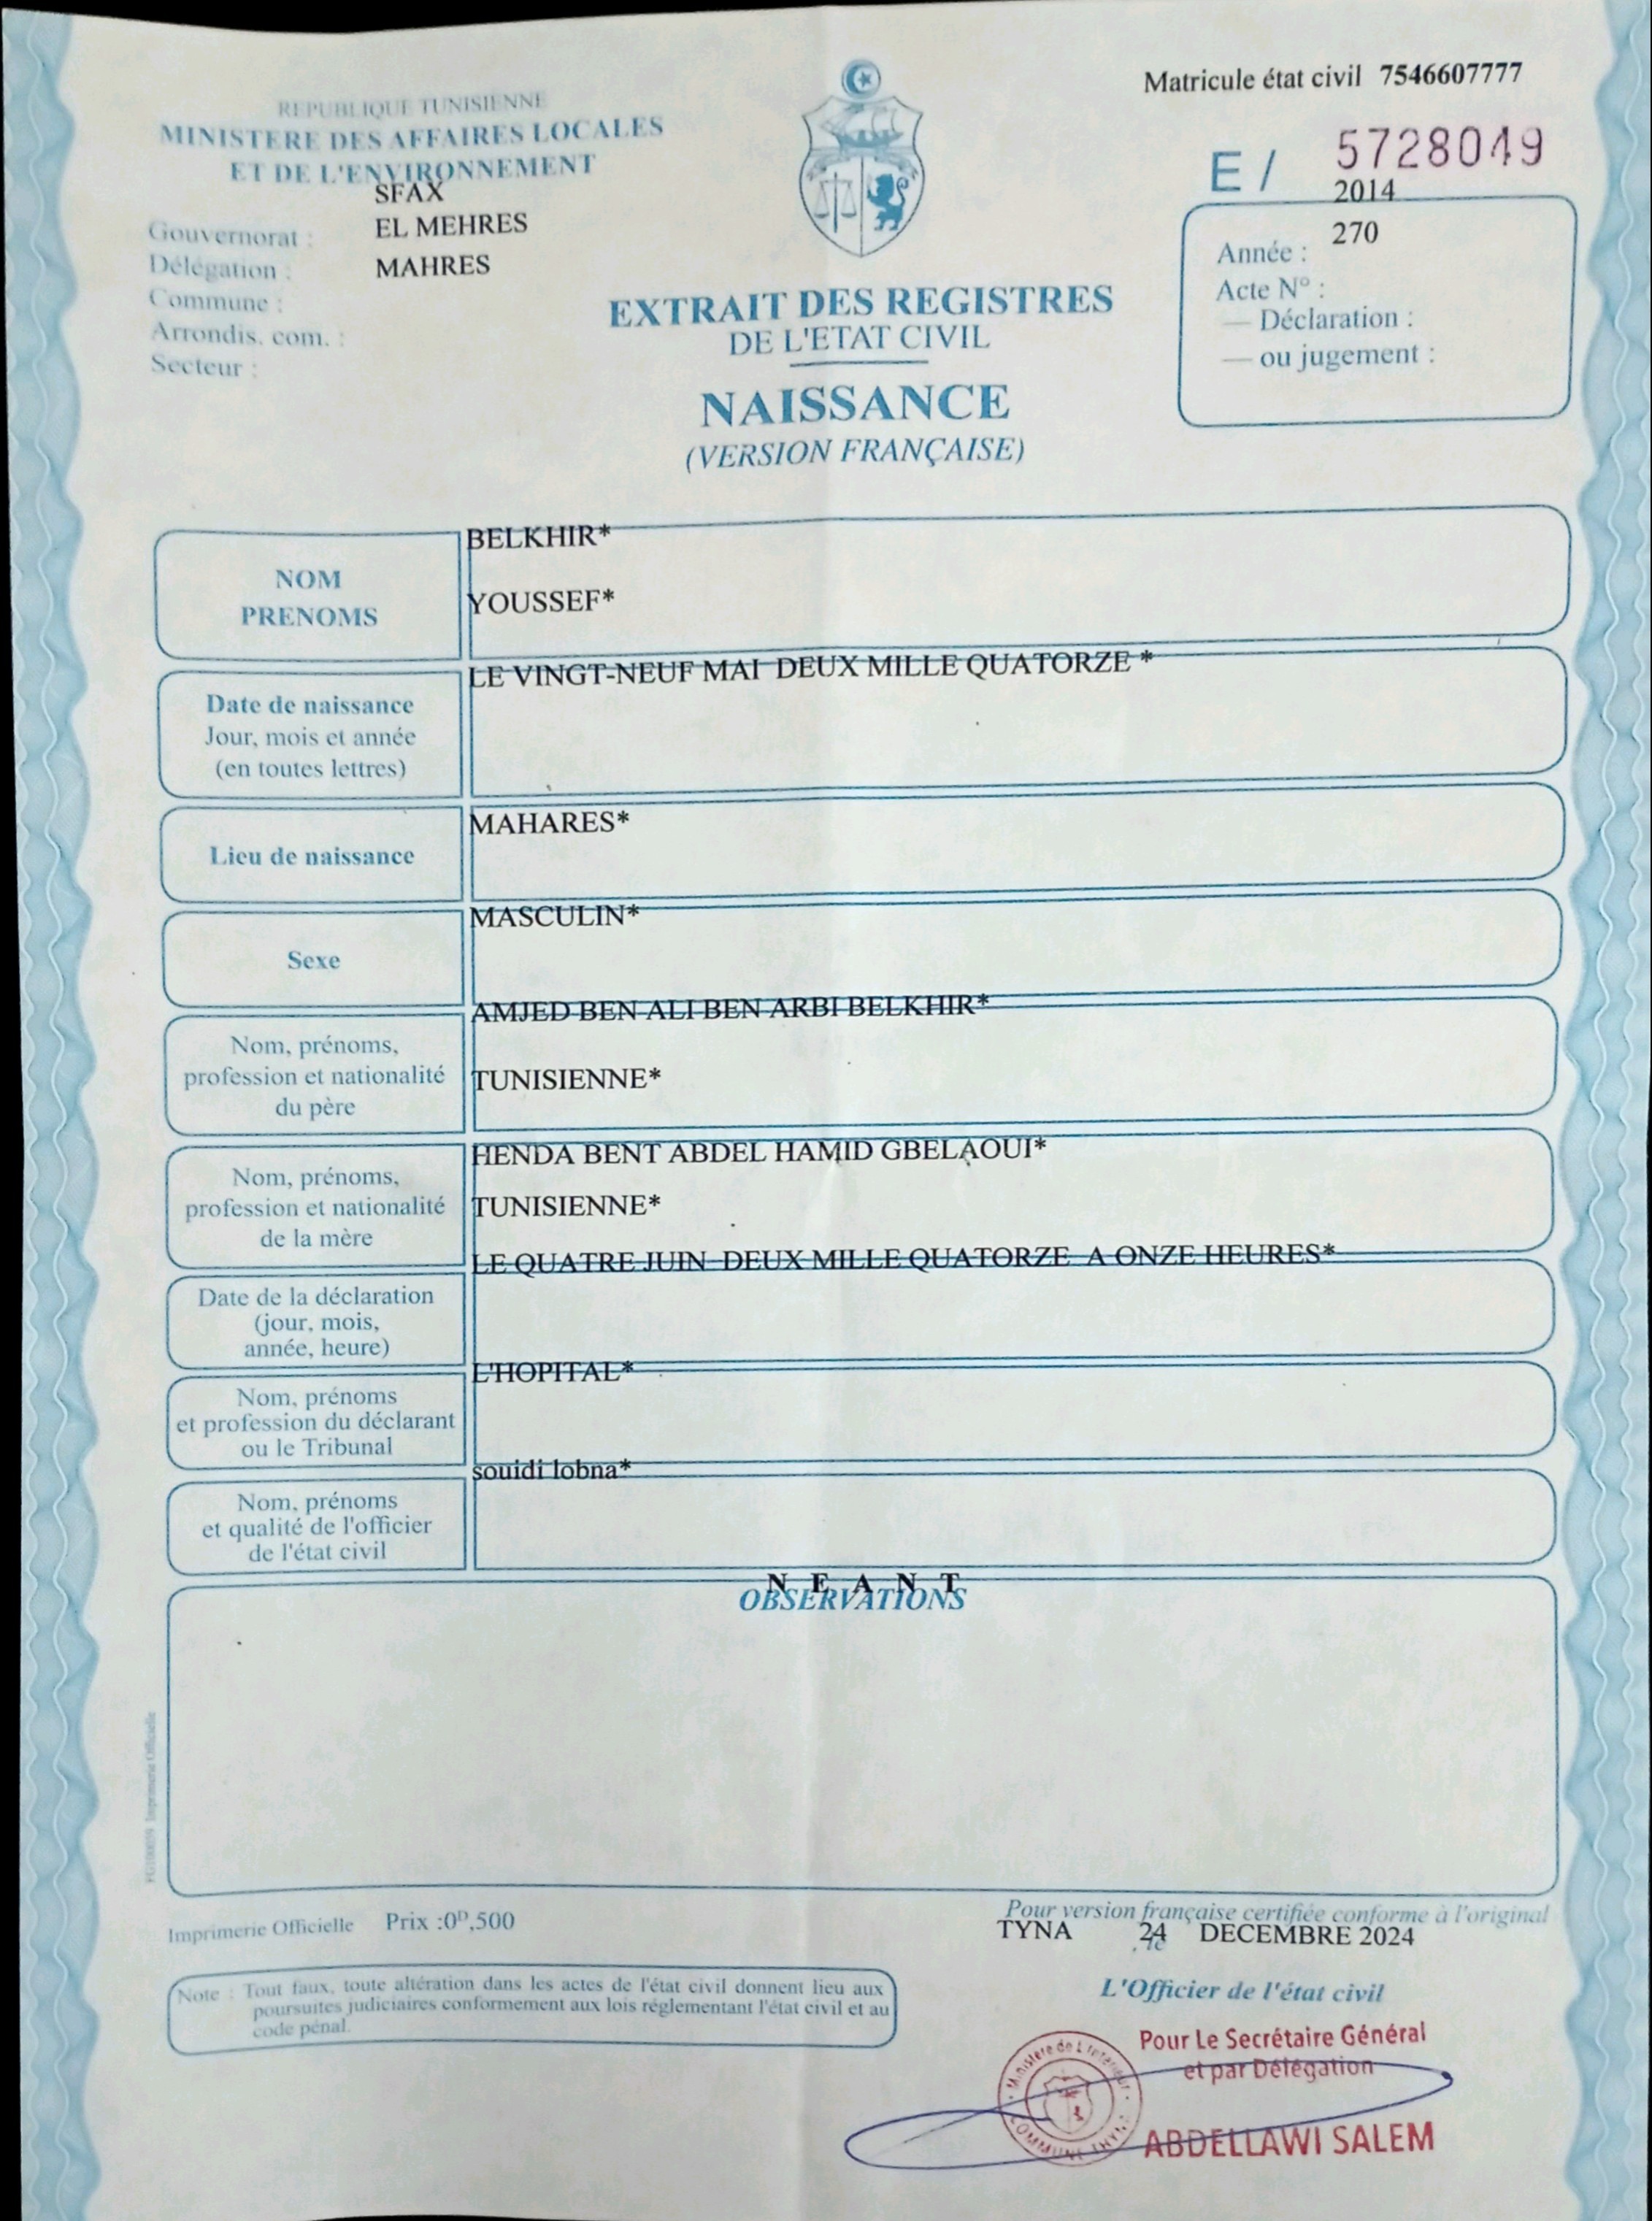 Matricule état civil 7546607777
REPUBLIQUE TUNISIENNE
MINISTERE DES AFFAIRES LOCALES
ET DE L'ENVIRONNEMENT
E / 5728049
SFAX
2014
Gouvernorat : EL MEHRES
270
Année :
Délégation : MAHRES
Commune :
Acte N° :
Arrondis. com. :
— Déclaration :
Secteur :
— ou jugement :
EXTRAIT DES REGISTRES
DE L'ETAT CIVIL
NAISSANCE
(VERSION FRANÇAISE)
BELKHIR*
NOM
PRENOMS
YOUSSEF*
LE VINGT-NEUF MAI DEUX MILLE QUATORZE *
Date de naissance
Jour, mois et année
(en toutes lettres)
MAHARES*
Lieu de naissance
MASCULIN*
Sexe
AMJED BEN ALI BEN ARBI BELKHIR*
Nom, prénoms,
profession et nationalité
du père
TUNISIENNE*
HENDA BENT ABDEL HAMID GBELAOUI*
Nom, prénoms,
profession et nationalité
de la mère
TUNISIENNE*
LE QUATRE JUIN DEUX MILLE QUATORZE A ONZE HEURES*
Date de la déclaration
(jour, mois,
année, heure)
L'HOPITAL*
Nom, prénoms
et profession du déclarant
ou le Tribunal
souidi lobna*
Nom, prénoms
et qualité de l'officier
de l'état civil
N E A N T
OBSERVATIONS
Imprimerie Officielle Prix :0D,500
Pour version française certifiée conforme à l'original
TYNA 24 DECEMBRE 2024
, le
Note : Tout faux, toute altération dans les actes de l'état civil donnent lieu aux
poursuites judiciaires conformement aux lois réglementant l'état civil et au
code pénal.
L'Officier de l'état civil
Pour Le Secrétaire Général
et par Délégation
ABDELLAWI SALEM
Ministère de L'Interieur
COMMUNE THYNA
Imprimerie Officielle